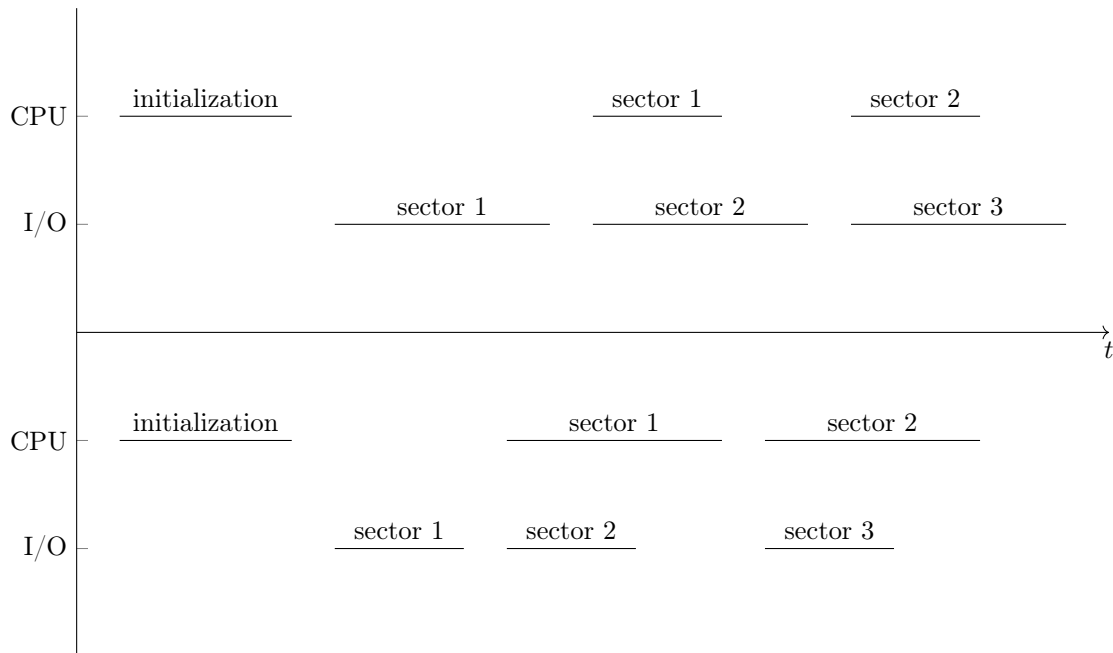 initialization sector 1 sector 2
CPU
sector 1 sector 2 sector 3
I/O
t
initialization sector 1 sector 2
CPU
sector 1 sector 2 sector 3
I/O